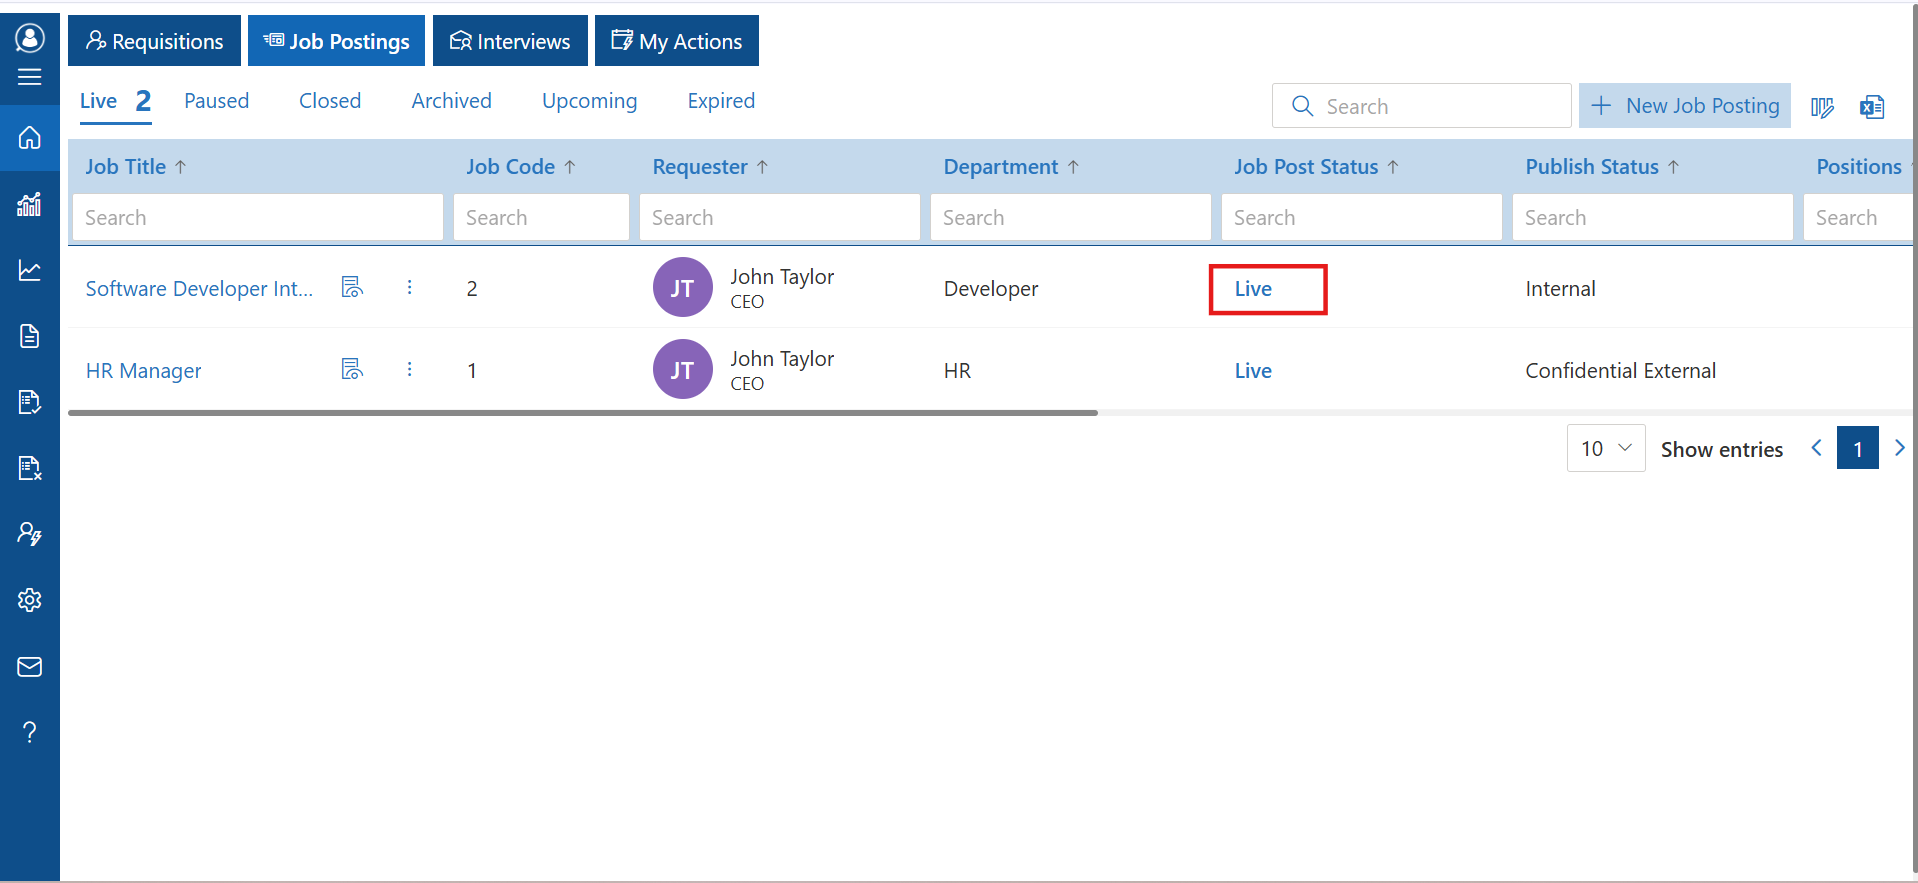 Requisitions Job Postings Interviews My Actions
Live 2 Paused Closed Archived Upcoming Expired
Search New Job Posting
Job Title ↑ Job Code ↑ Requester ↑ Department ↑ Job Post Status ↑ Publish Status ↑ Positions
Search Search Search Search Search Search Search
Software Developer Int... 2 JT John Taylor CEO Developer Live Internal
HR Manager 1 JT John Taylor CEO HR Live Confidential External
10 Show entries 1